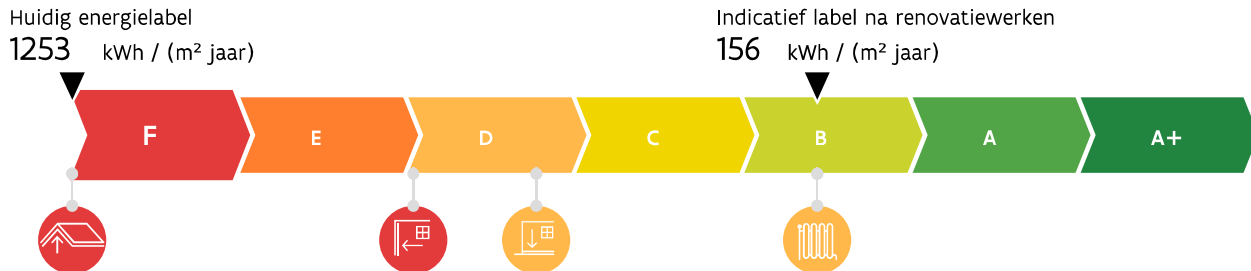 Huidig energielabel
1253 kWh / (m² jaar)
Indicatief label na renovatiewerken
156 kWh / (m² jaar)
F E D C B A A+